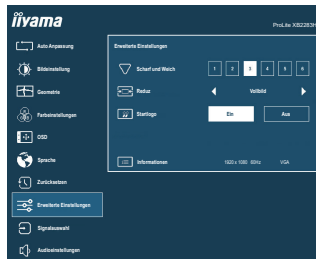 iiyama
ProLite XB2283H
Auto Anpassung
Bildeinstellung
Geometrie
Farbeinstellungen
OSD
Sprache
Zurücksetzen
Erweiterte Einstellungen
Signalauswahl
Audioeinstellungen
Erweiterte Einstellungen
Scharf und Weich
1 2 3 4 5 6
Reduz
Vollbild
Startlogo
Ein
Aus
Informationen
1920 x 1080 60Hz VGA